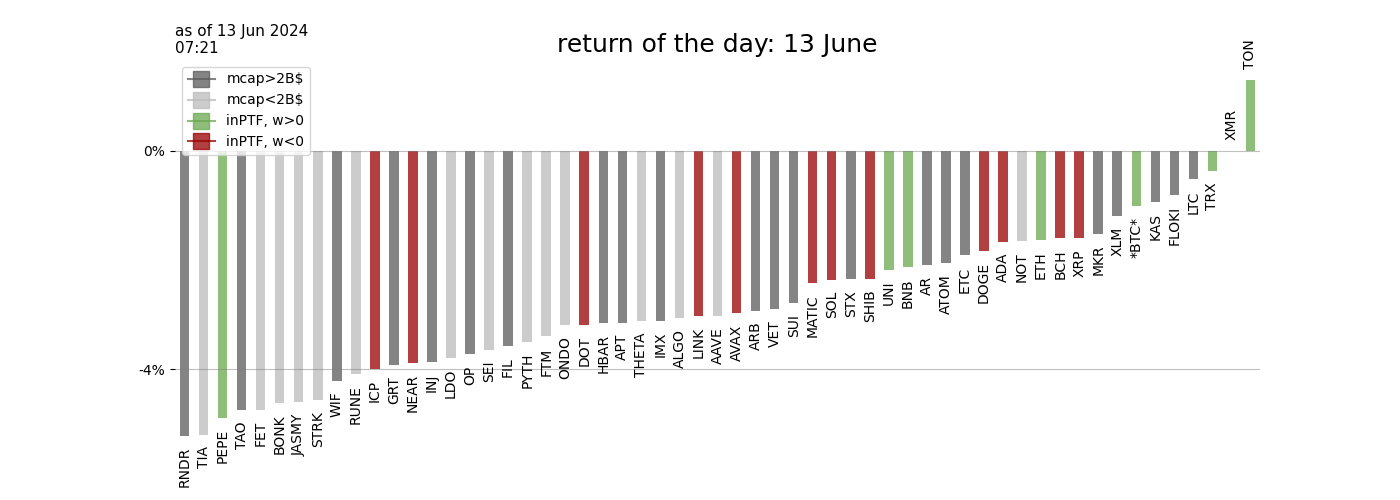 as of 13 Jun 2024
07:21
return of the day: 13 June
mcap>2B$
mcap<2B$
inPTF, w>0
inPTF, w<0
0%
-4%
RNDR
TIA
PEPE
TAO
FET
BONK
JASMY
STRK
WIF
RUNE
ICP
GRT
NEAR
INJ
LDO
OP
SEI
FIL
PYTH
FTM
ONDO
DOT
HBAR
APT
THETA
IMX
ALGO
LINK
AAVE
AVAX
ARB
VET
SUI
MATIC
SOL
STX
SHIB
UNI
BNB
AR
ATOM
ETC
DOGE
ADA
NOT
ETH
BCH
XRP
MKR
XLM
*BTC*
KAS
FLOKI
LTC
TRX
XMR
TON